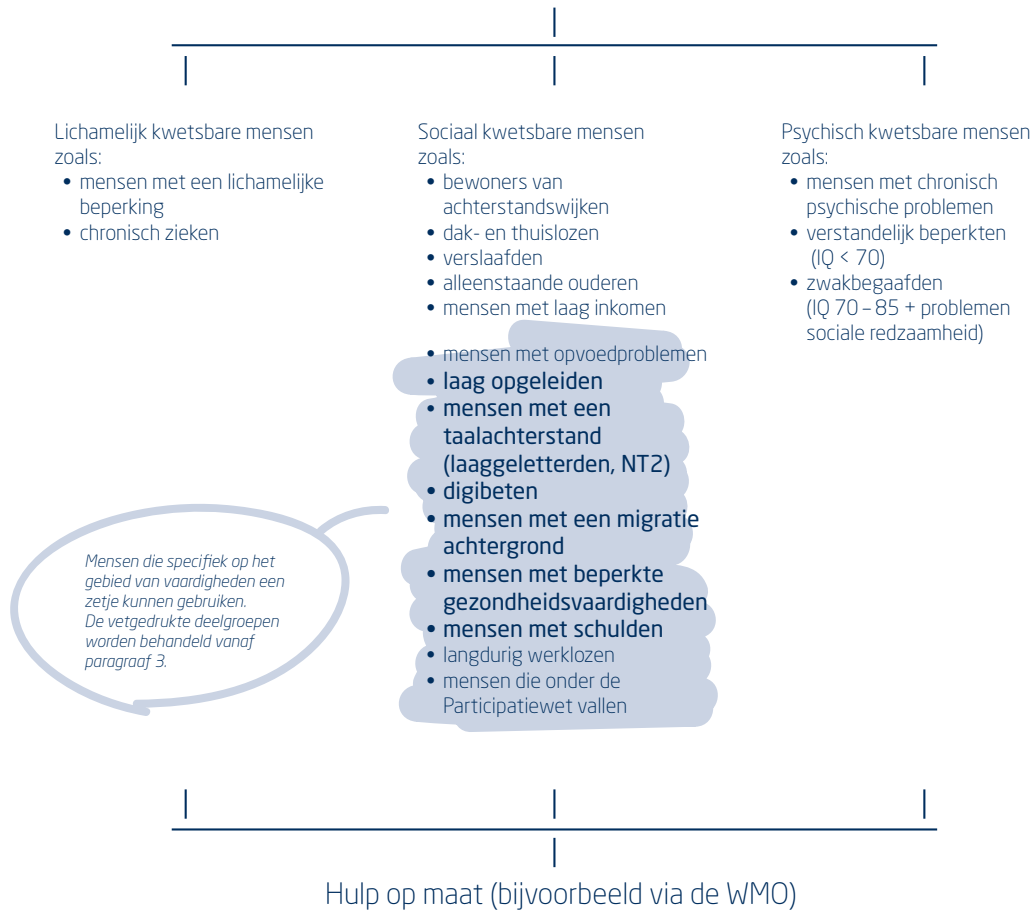 Lichamelijk kwetsbare mensen
zoals:
• mensen met een lichamelijke
beperking
• chronisch zieken
Sociaal kwetsbare mensen
zoals:
• bewoners van
achterstandswijken
• dak- en thuislozen
• verslaafden
• alleenstaande ouderen
• mensen met laag inkomen
• mensen met opvoedproblemen
• laag opgeleiden
• mensen met een
taalachterstand
(laaggeletterden, NT2)
• digibeten
• mensen met een migratie
achtergrond
• mensen met beperkte
gezondheidsvaardigheden
• mensen met schulden
• langdurig werklozen
• mensen die onder de
Participatiewet vallen
Psychisch kwetsbare mensen
zoals:
• mensen met chronisch
psychische problemen
• verstandelijk beperkten
(IQ < 70)
• zwakbegaafden
(IQ 70 – 85 + problemen
sociale redzaamheid)
Mensen die specifiek op het
gebied van vaardigheden een
zetje kunnen gebruiken.
De vetgedrukte deelgroepen
worden behandeld vanaf
paragraaf 3.
Hulp op maat (bijvoorbeeld via de WMO)